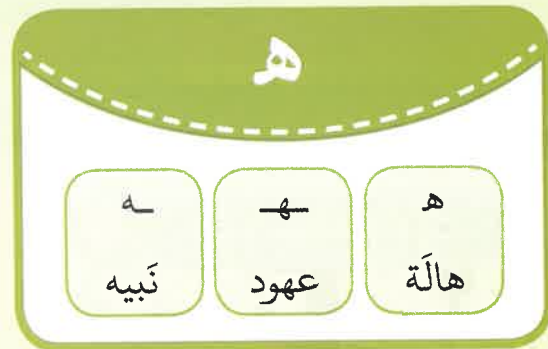 هـ
هـ ـهـ ـه
هالَة عهود نَبيه